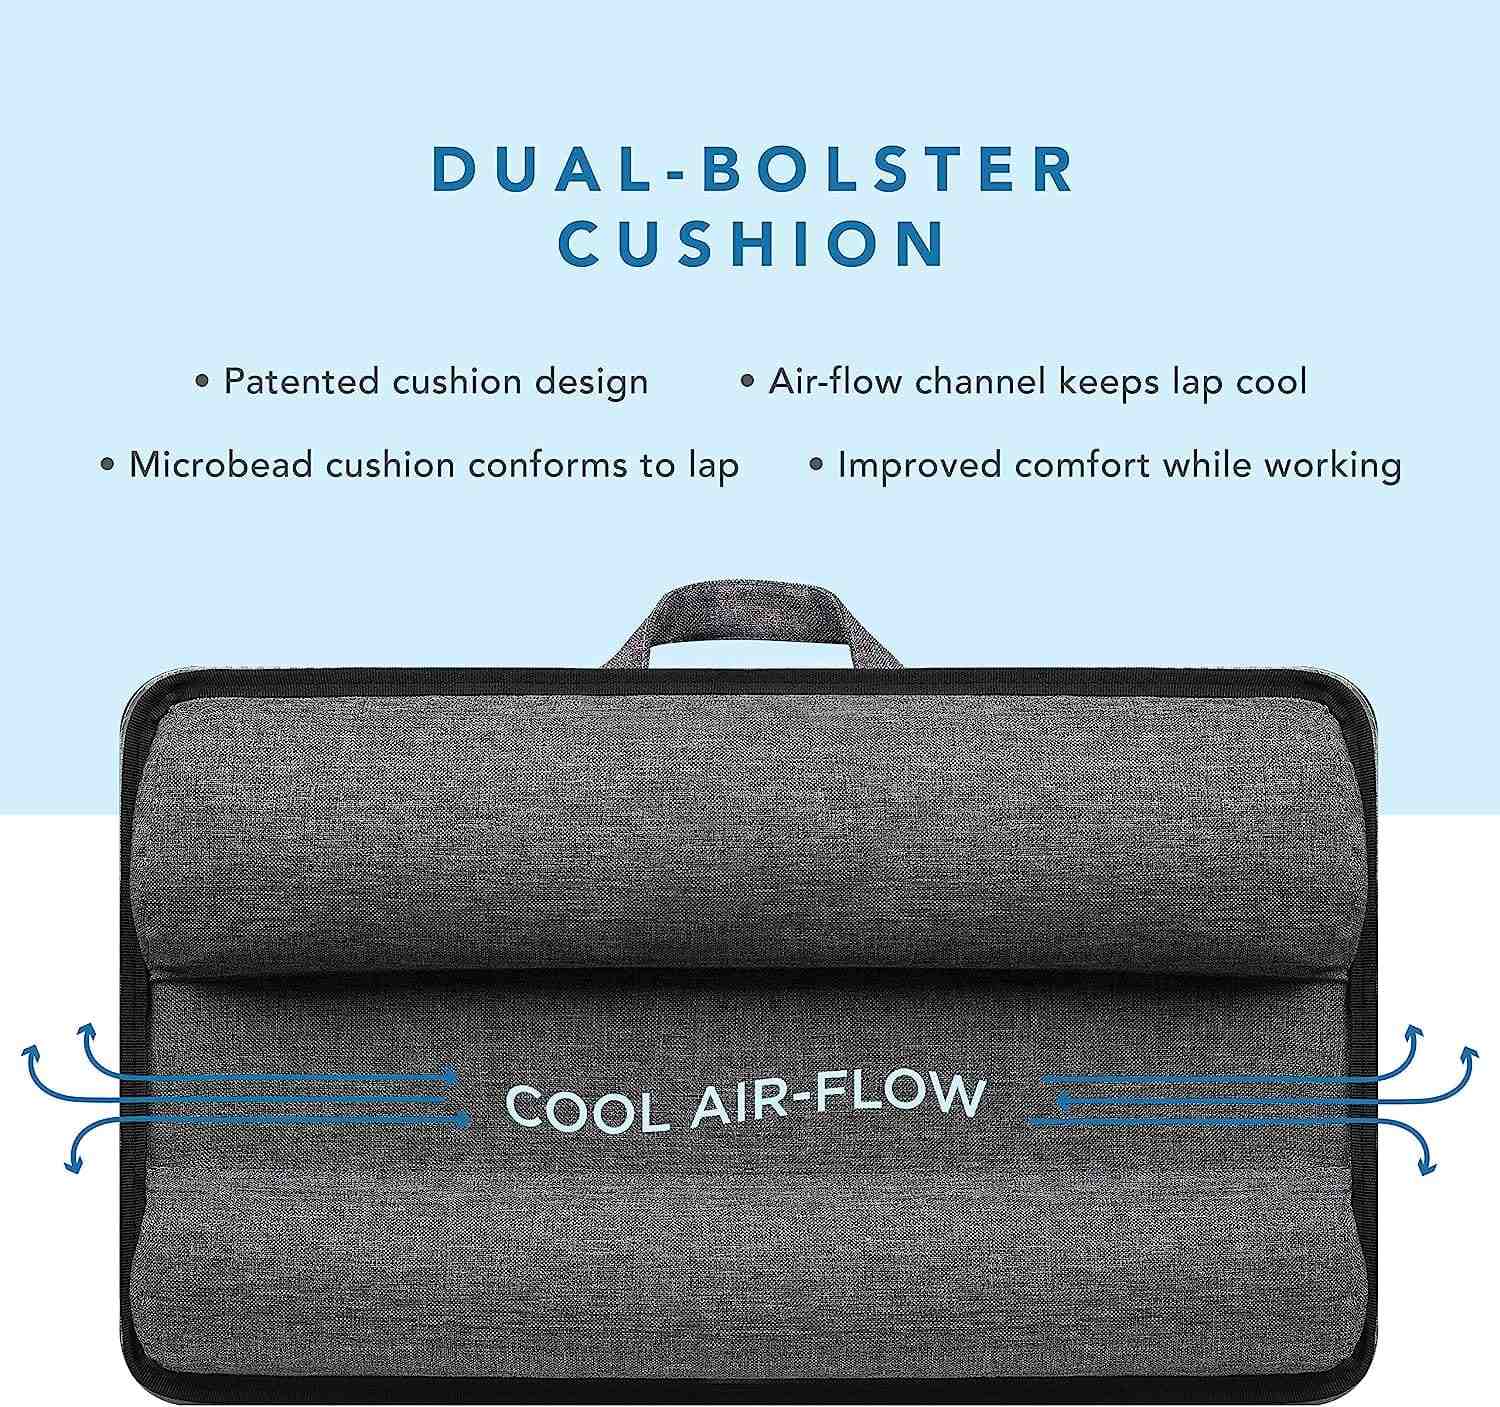 DUAL-BOLSTER
CUSHION
• Patented cushion design • Air-flow channel keeps lap cool
• Microbead cushion conforms to lap • Improved comfort while working
COOL AIR-FLOW